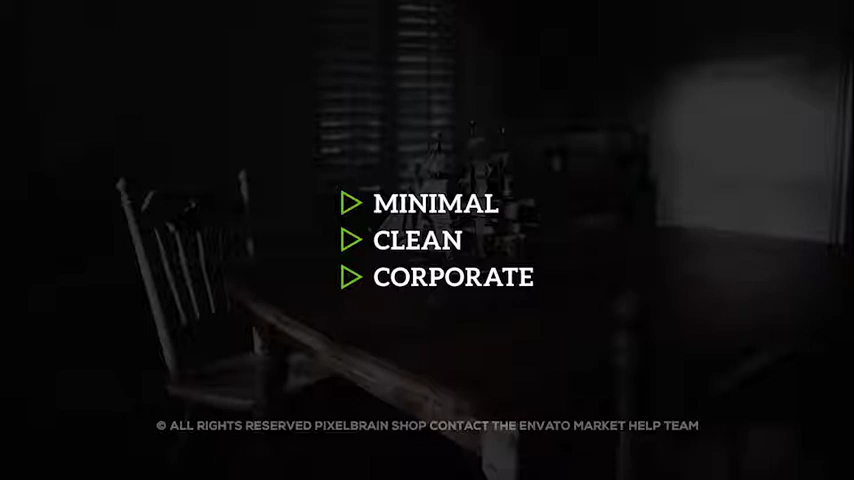 MINIMAL
CLEAN
CORPORATE
© ALL RIGHTS RESERVED PIXELBRAIN SHOP CONTACT THE ENVATO MARKET HELP TEAM